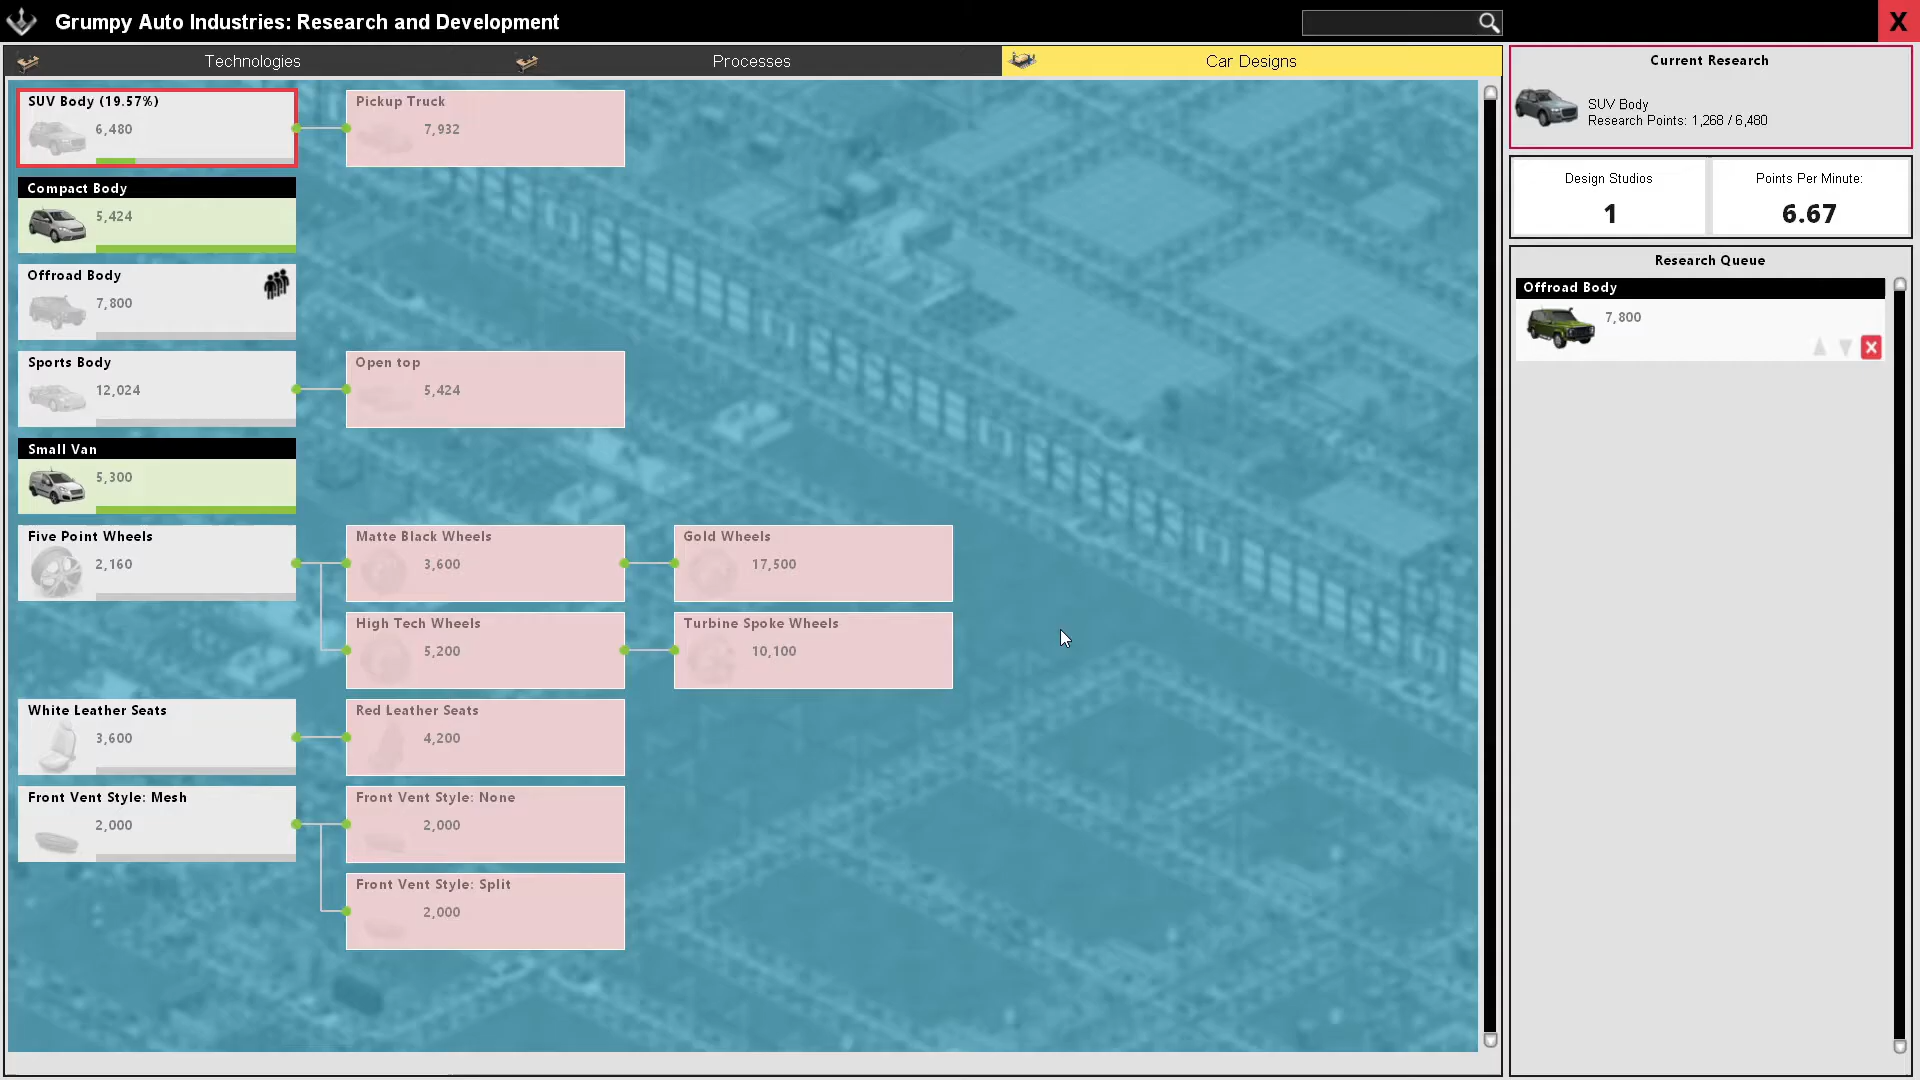 Grumpy Auto Industries: Research and Development
X
Technologies
Processes
Car Designs
SUV Body (19.57%)
6,480
Pickup Truck
7,932
Compact Body
5,424
Offroad Body
7,800
Sports Body
12,024
Open top
5,424
Small Van
5,300
Five Point Wheels
2,160
Matte Black Wheels
3,600
Gold Wheels
17,500
High Tech Wheels
5,200
Turbine Spoke Wheels
10,100
White Leather Seats
3,600
Red Leather Seats
4,200
Front Vent Style: Mesh
2,000
Front Vent Style: None
2,000
Front Vent Style: Split
2,000
Current Research
SUV Body
Research Points: 1,268 / 6,480
Design Studios
1
Points Per Minute:
6.67
Research Queue
Offroad Body
7,800